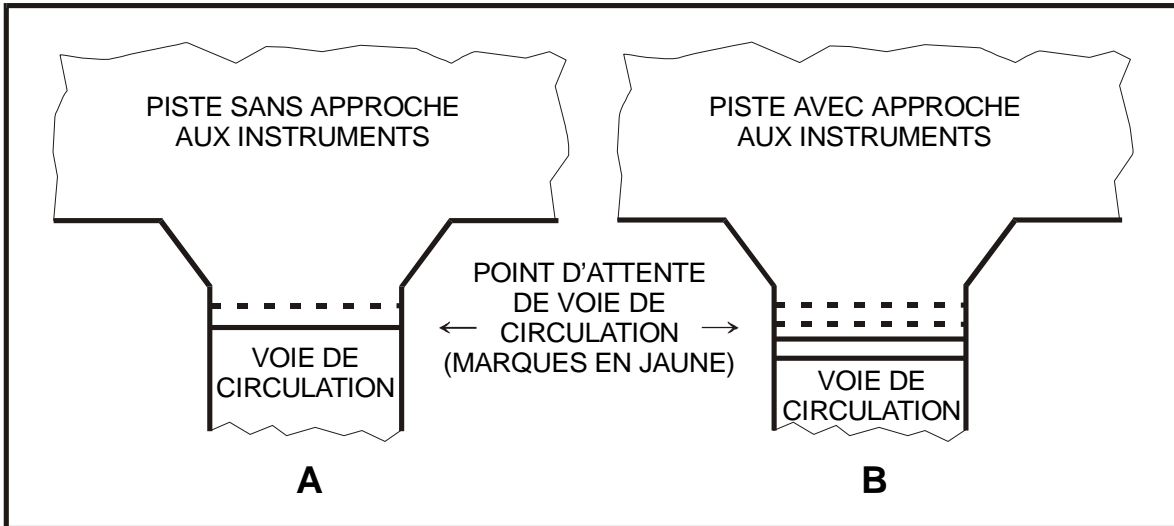 PISTE SANS APPROCHE
AUX INSTRUMENTS
PISTE AVEC APPROCHE
AUX INSTRUMENTS
POINT D'ATTENTE
DE VOIE DE
CIRCULATION
(MARQUES EN JAUNE)
VOIE DE
CIRCULATION
VOIE DE
CIRCULATION
A
B